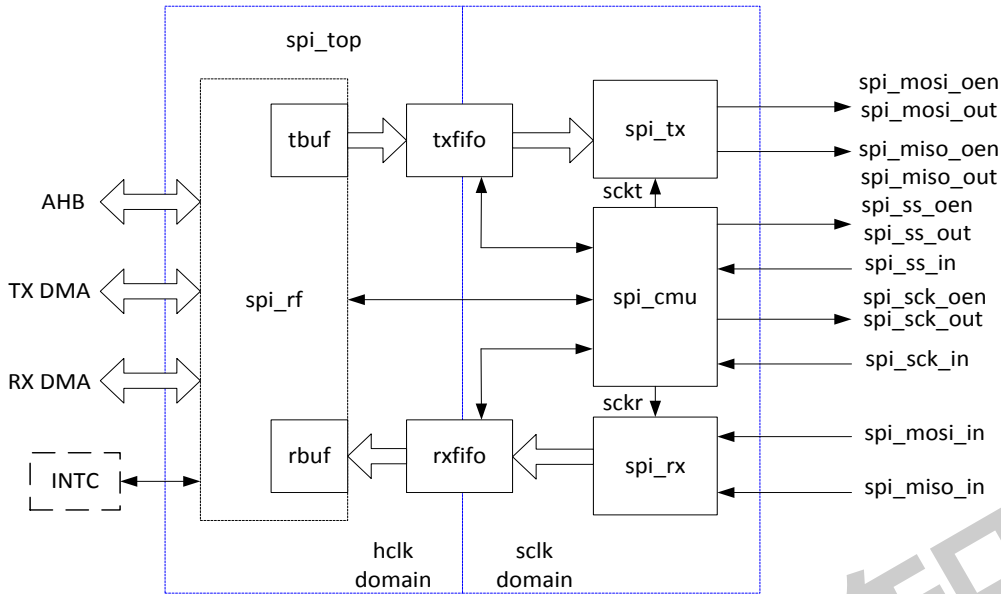 spi_top
AHB
TX DMA
RX DMA
INTC
spi_rf
tbuf
rbuf
txfifo
rxfifo
hclk
domain
sclk
domain
spi_tx
sckt
spi_cmu
sckr
spi_rx
spi_mosi_oen
spi_mosi_out
spi_miso_oen
spi_miso_out
spi_ss_oen
spi_ss_out
spi_ss_in
spi_sck_oen
spi_sck_out
spi_sck_in
spi_mosi_in
spi_miso_in